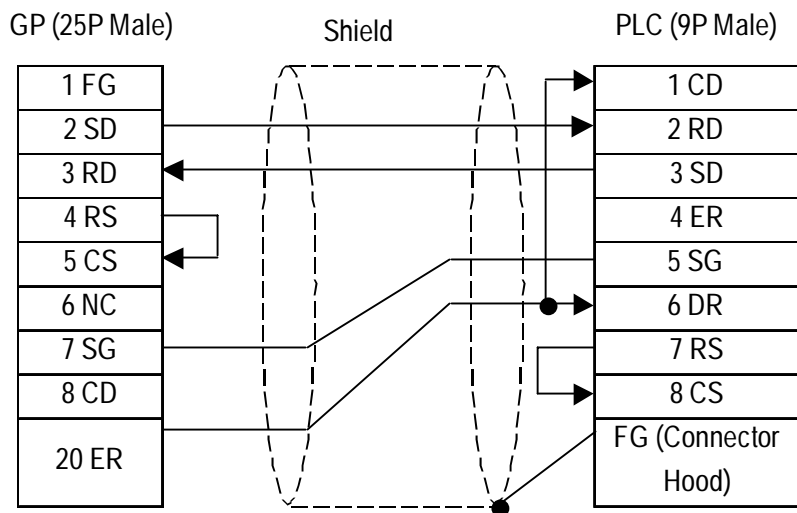 GP (25P Male)
Shield
PLC (9P Male)
1 FG
2 SD
3 RD
4 RS
5 CS
6 NC
7 SG
8 CD
20 ER
1 CD
2 RD
3 SD
4 ER
5 SG
6 DR
7 RS
8 CS
FG (Connector
Hood)